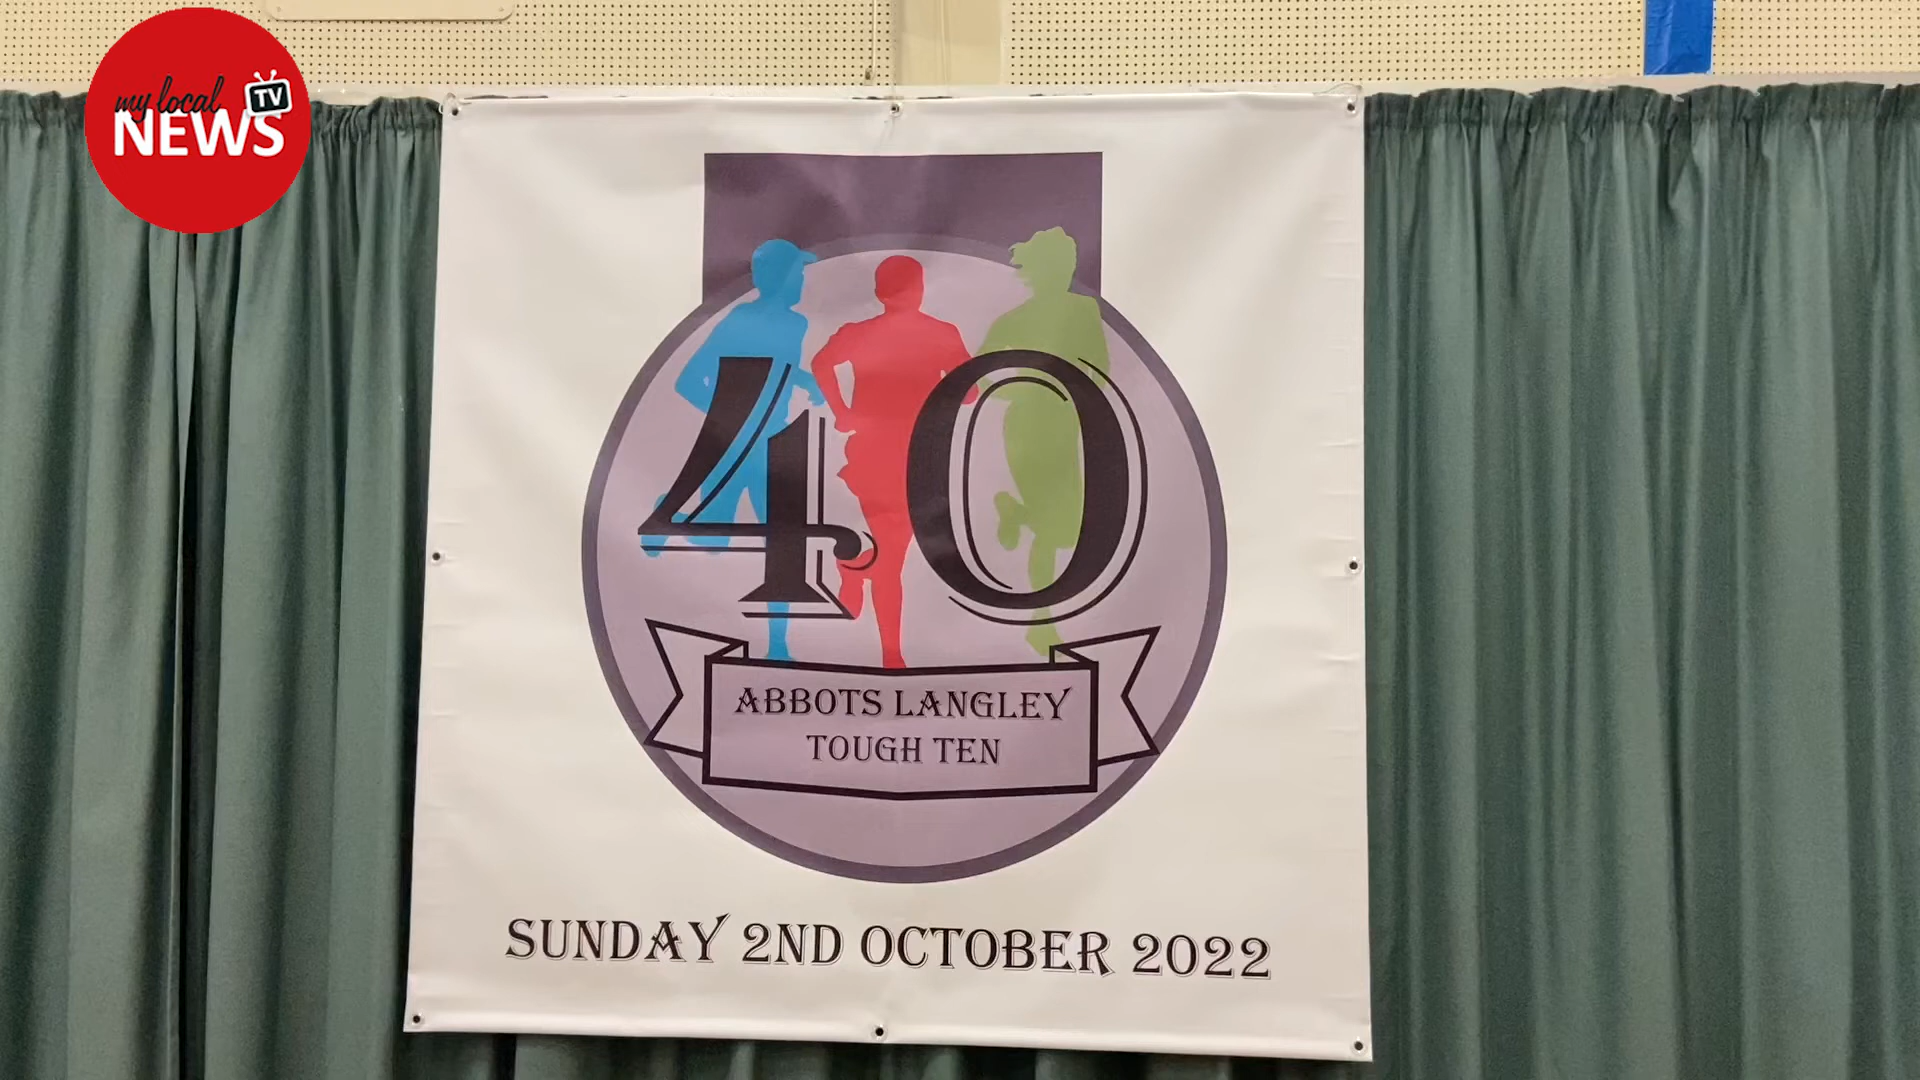 my local
NEWS TV
40
ABBOTS LANGLEY
TOUGH TEN
SUNDAY 2ND OCTOBER 2022